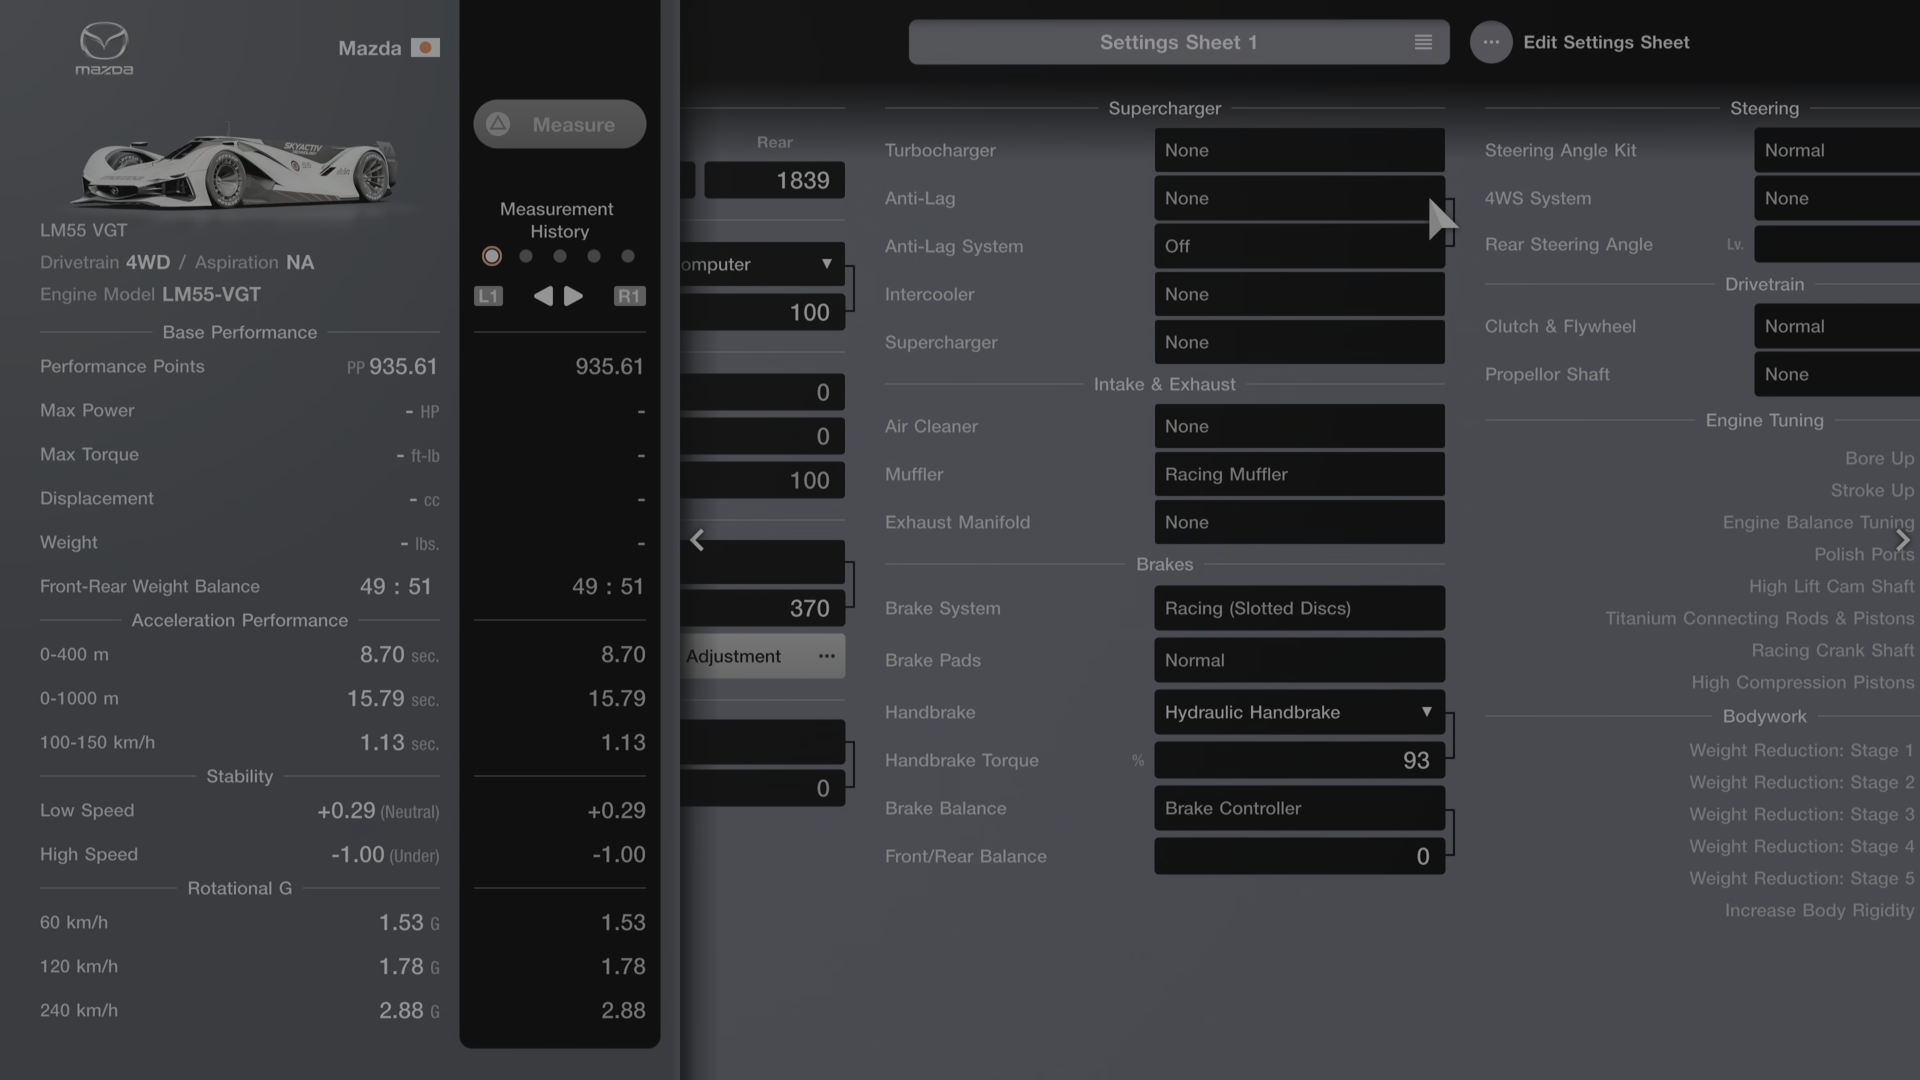 mazda
Mazda
LM55 VGT
Drivetrain 4WD / Aspiration NA
Engine Model LM55-VGT
Base Performance
Performance Points PP 935.61
Max Power - HP
Max Torque - ft-lb
Displacement - cc
Weight - lbs.
Front-Rear Weight Balance 49 : 51
Acceleration Performance
0-400 m 8.70 sec.
0-1000 m 15.79 sec.
100-150 km/h 1.13 sec.
Stability
Low Speed +0.29 (Neutral)
High Speed -1.00 (Under)
Rotational G
60 km/h 1.53 G
120 km/h 1.78 G
240 km/h 2.88 G
Measure
Measurement
History
L1 R1
935.61
-
-
-
-
49 : 51
8.70
15.79
1.13
+0.29
-1.00
1.53
1.78
2.88
Settings Sheet 1
Edit Settings Sheet
Rear
1839
omputer
100
0
0
100
370
Adjustment
0
Supercharger
Turbocharger None
Anti-Lag None
Anti-Lag System Off
Intercooler None
Supercharger None
Intake & Exhaust
Air Cleaner None
Muffler Racing Muffler
Exhaust Manifold None
Brakes
Brake System Racing (Slotted Discs)
Brake Pads Normal
Handbrake Hydraulic Handbrake
Handbrake Torque % 93
Brake Balance Brake Controller
Front/Rear Balance 0
Steering
Steering Angle Kit Normal
4WS System None
Rear Steering Angle Lv.
Drivetrain
Clutch & Flywheel Normal
Propellor Shaft None
Engine Tuning
Bore Up
Stroke Up
Engine Balance Tuning
Polish Ports
High Lift Cam Shaft
Titanium Connecting Rods & Pistons
Racing Crank Shaft
High Compression Pistons
Bodywork
Weight Reduction: Stage 1
Weight Reduction: Stage 2
Weight Reduction: Stage 3
Weight Reduction: Stage 4
Weight Reduction: Stage 5
Increase Body Rigidity
SKYACTIV
55